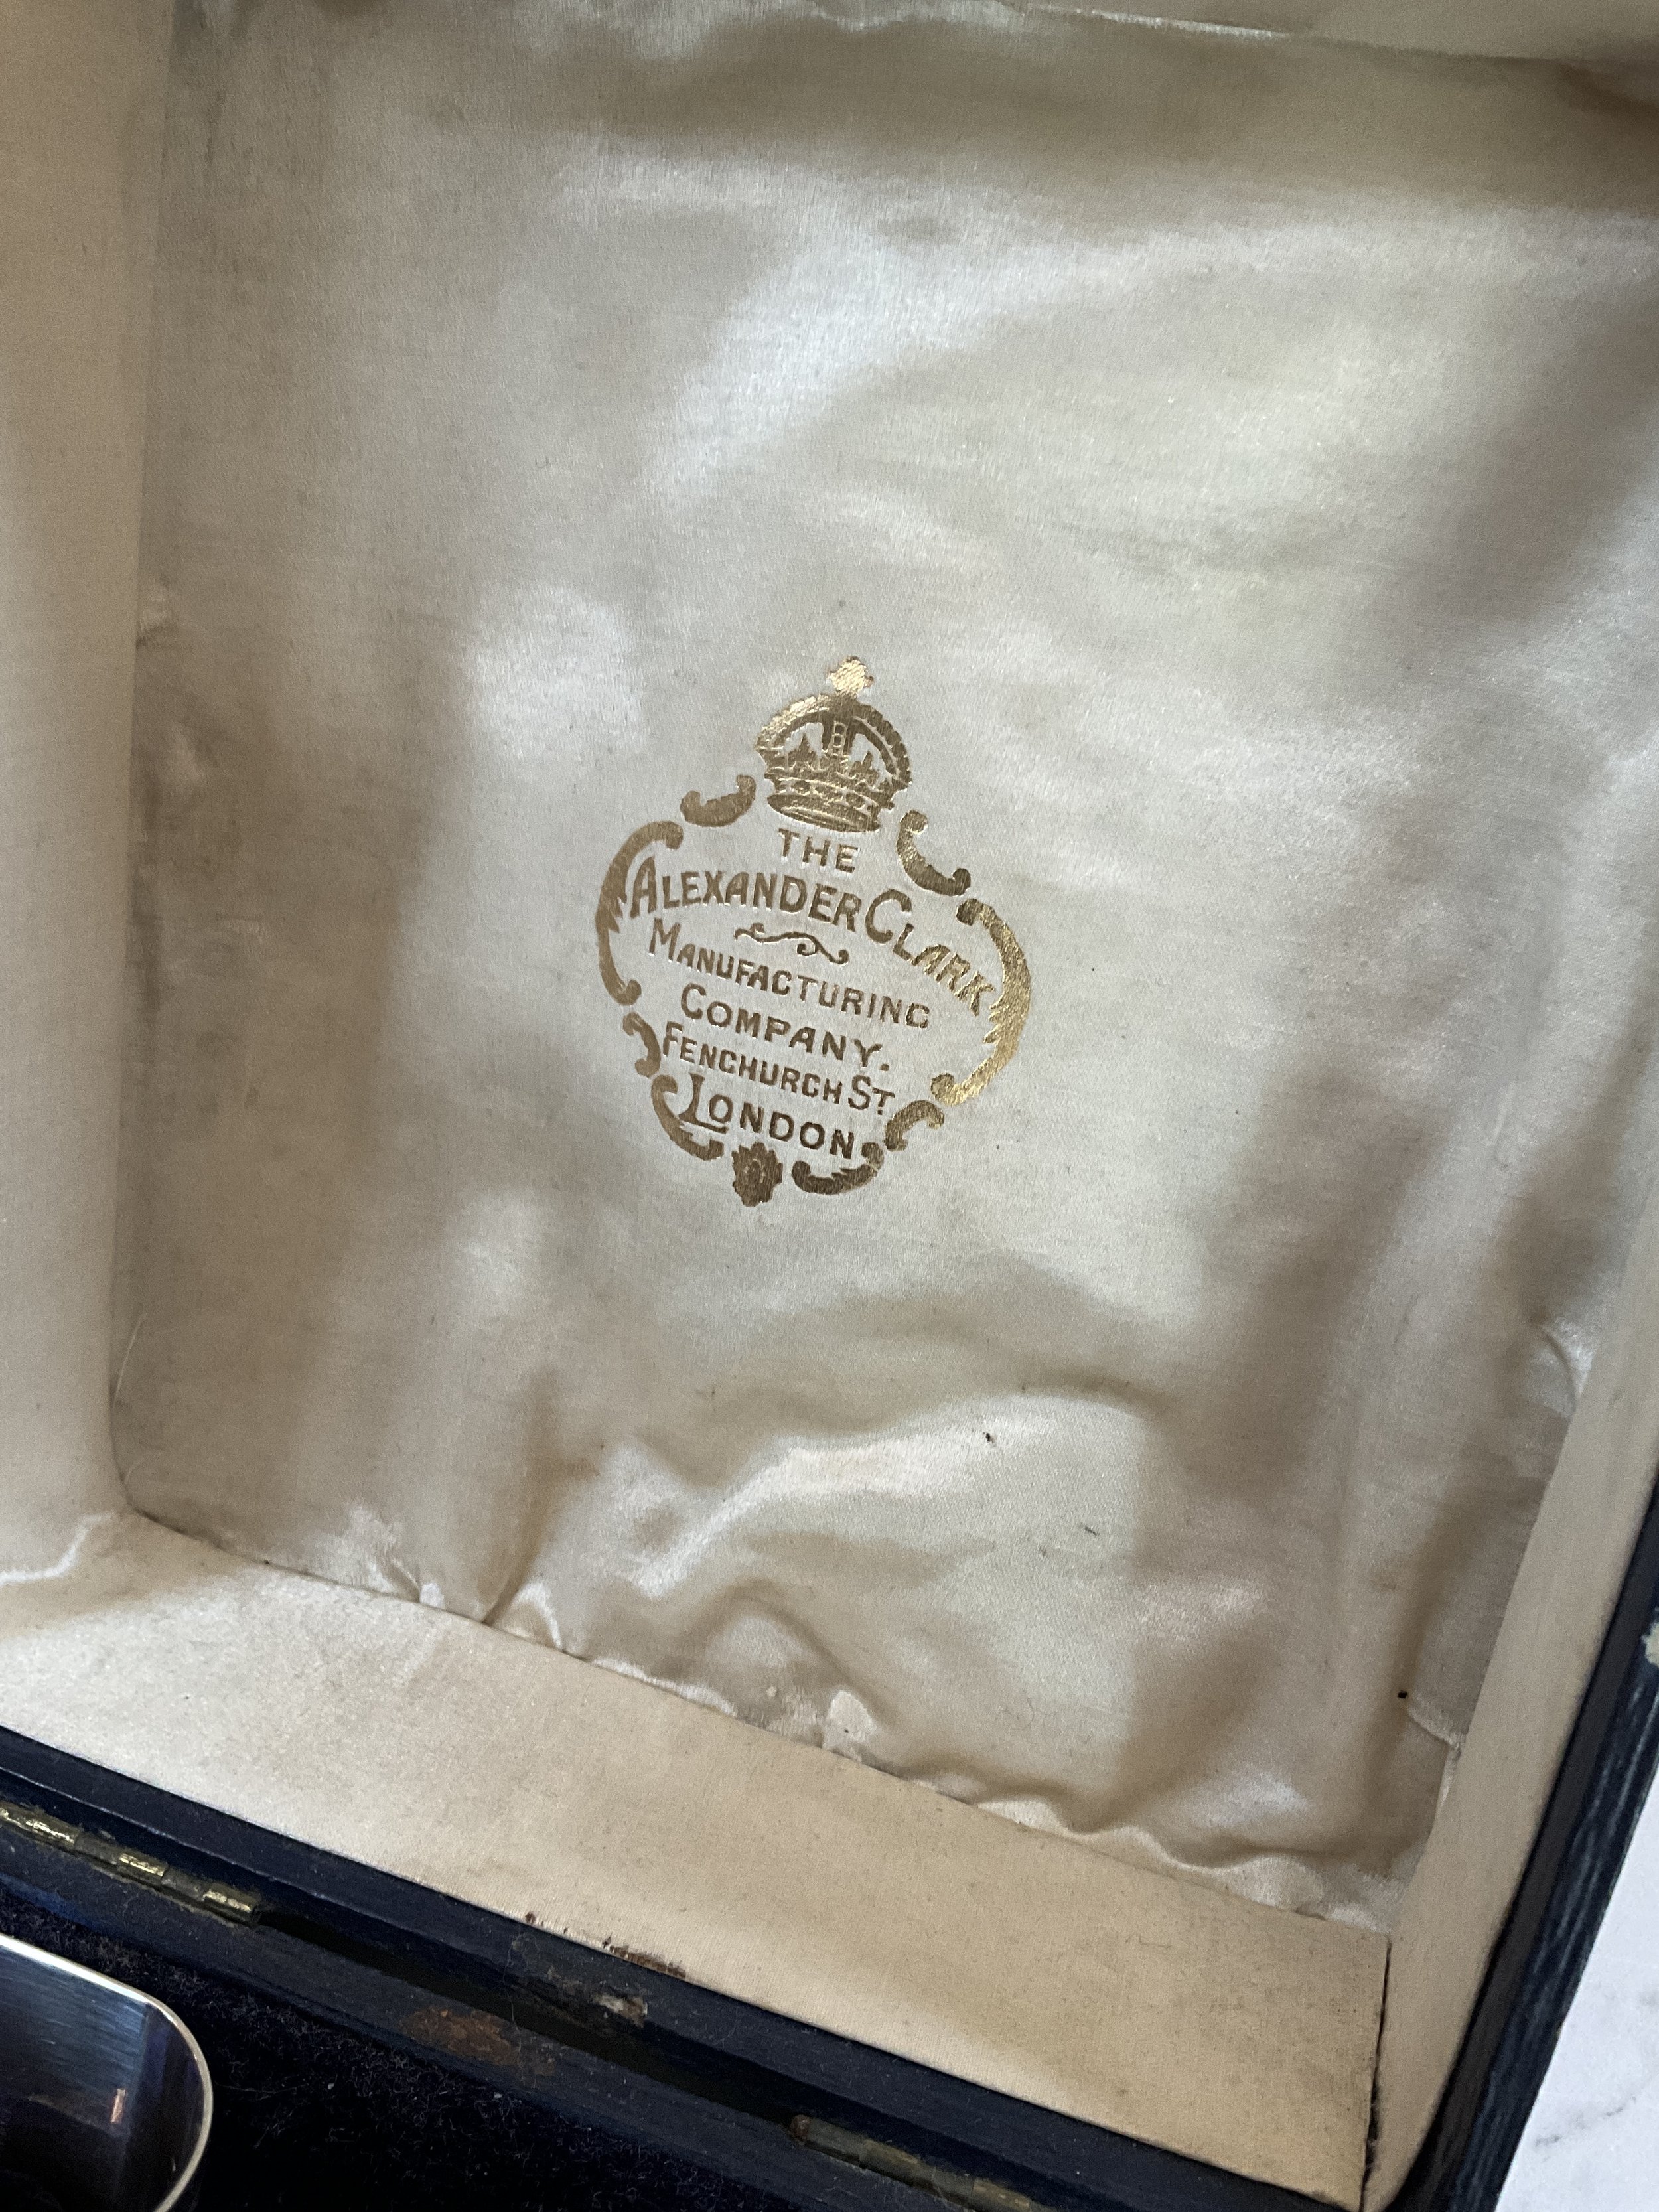 THE
ALEXANDER CLARK
MANUFACTURING
COMPANY.
FENCHURCH ST
LONDON